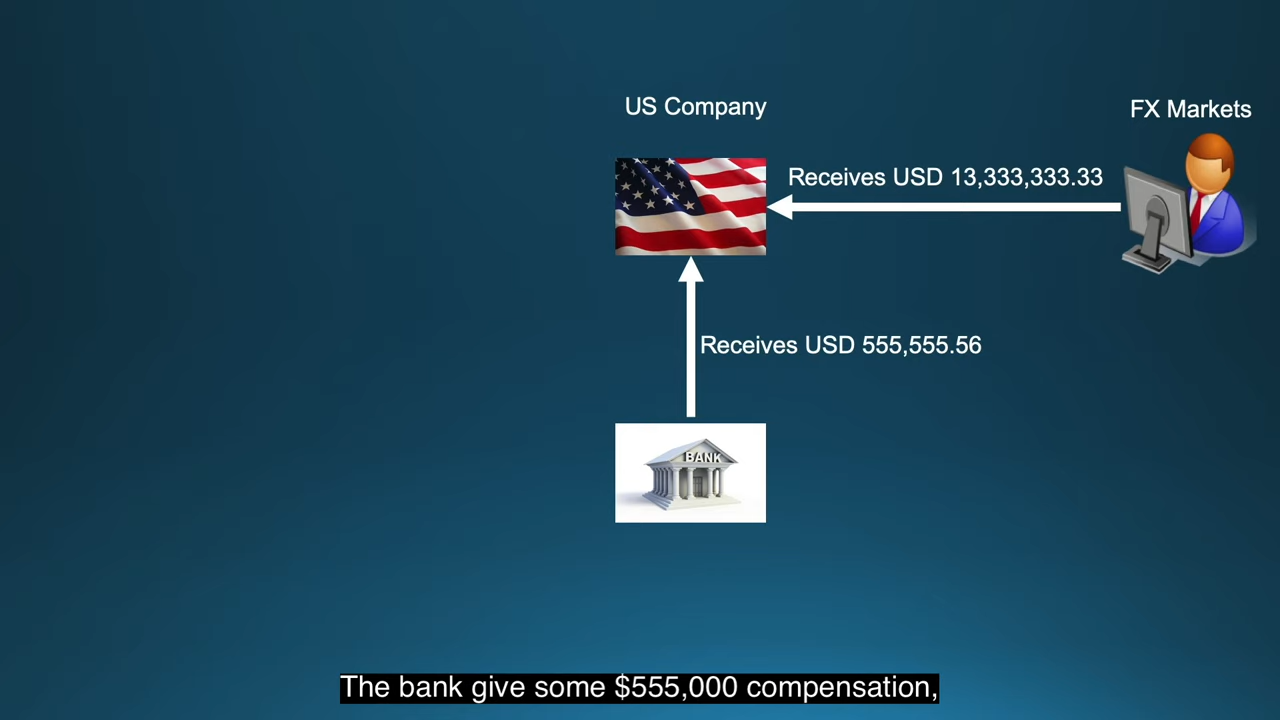 US Company
FX Markets
Receives USD 13,333,333.33
Receives USD 555,555.56
BANK
The bank give some $555,000 compensation,